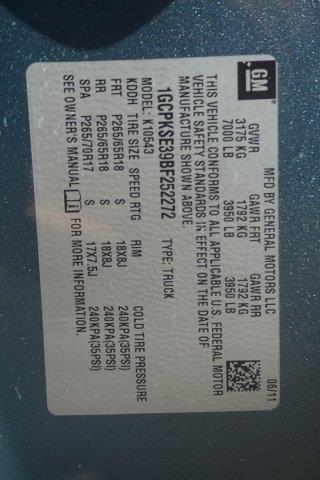 GM
MFD BY GENERAL MOTORS LLC
06/11
GVWR GAWR FRT GAWR RR
3175 KG 1792 KG 1792 KG
7000 LB 3950 LB 3950 LB
THIS VEHICLE CONFORMS TO ALL APPLICABLE U.S. FEDERAL MOTOR
VEHICLE SAFETY STANDARDS IN EFFECT ON THE DATE OF
MANUFACTURE SHOWN ABOVE.
1GCPKSE39BF252272 TYPE: TRUCK
MODEL: K10543
KDDH TIRE SIZE SPEED RTG RIM COLD TIRE PRESSURE
FRT P265/65R18 S 18X8J 240KPA(35PSI)
RR P265/65R18 S 18X8J 240KPA(35PSI)
SPA P265/70R17 S 17X7.5J 240KPA(35PSI)
SEE OWNER'S MANUAL FOR MORE INFORMATION.